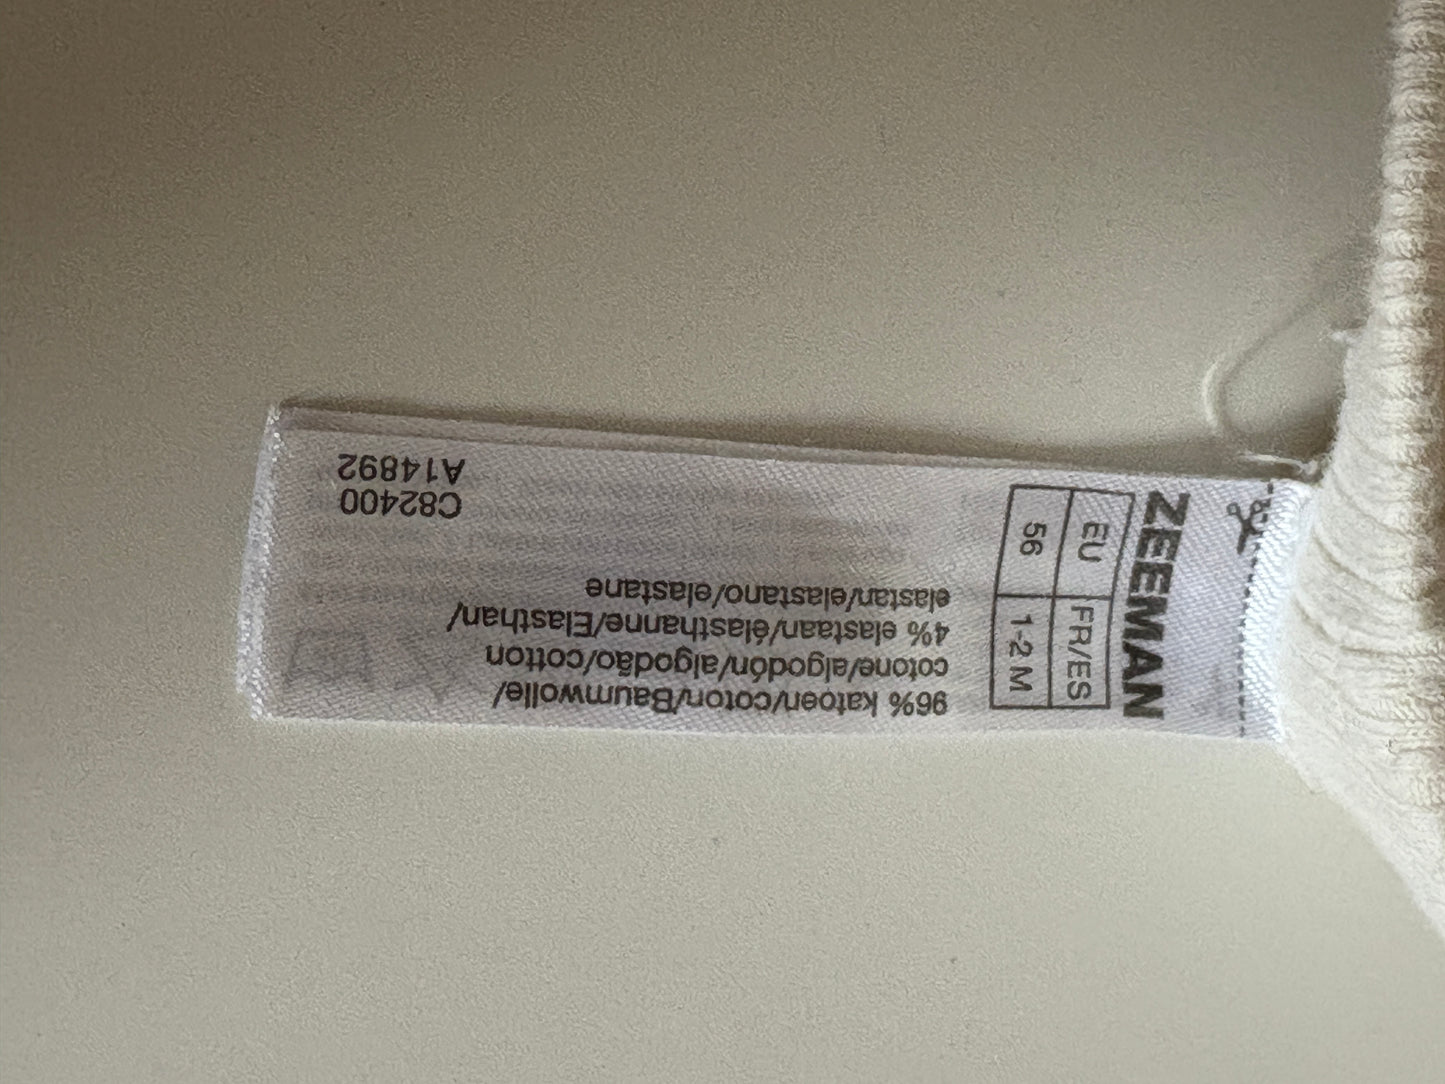 ZEEMAN
EU FR/ES
56 1-2 M
96% katoen/coton/Baumwolle/
cotone/algodón/algodão/cotton
4% elastaan/élasthanne/Elasthan/
elastan/elastano/elastane
C82400
A14892